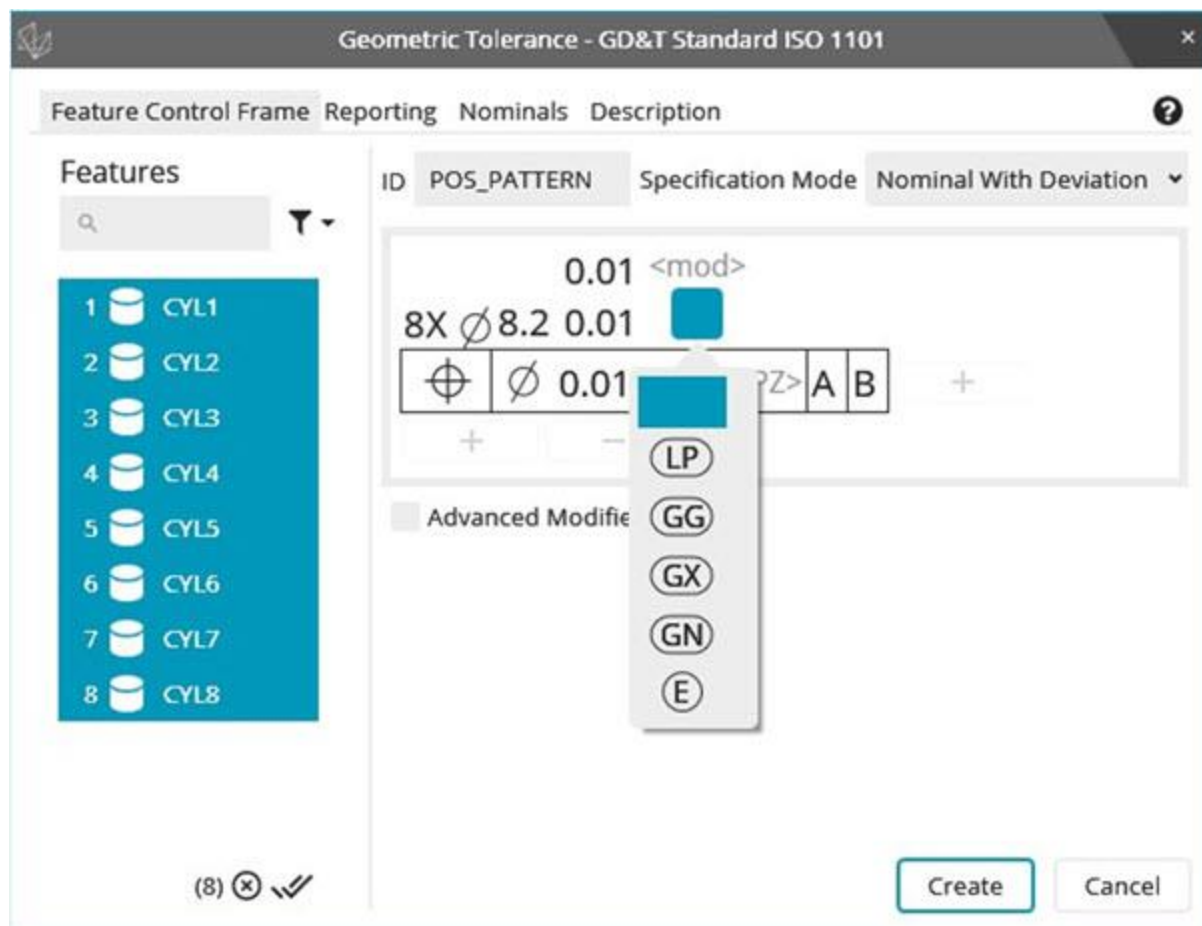 Geometric Tolerance - GD&T Standard ISO 1101
Feature Control Frame Reporting Nominals Description
Features
ID POS_PATTERN Specification Mode Nominal With Deviation
0.01 <mod>
8X ⌀ 8.2 0.01
⌖ ⌀ 0.01 PZ> A B
1 CYL1
2 CYL2
3 CYL3
4 CYL4
5 CYL5
6 CYL6
7 CYL7
8 CYL8
LP
GG
GX
GN
E
Advanced Modifie
(8)
Create Cancel